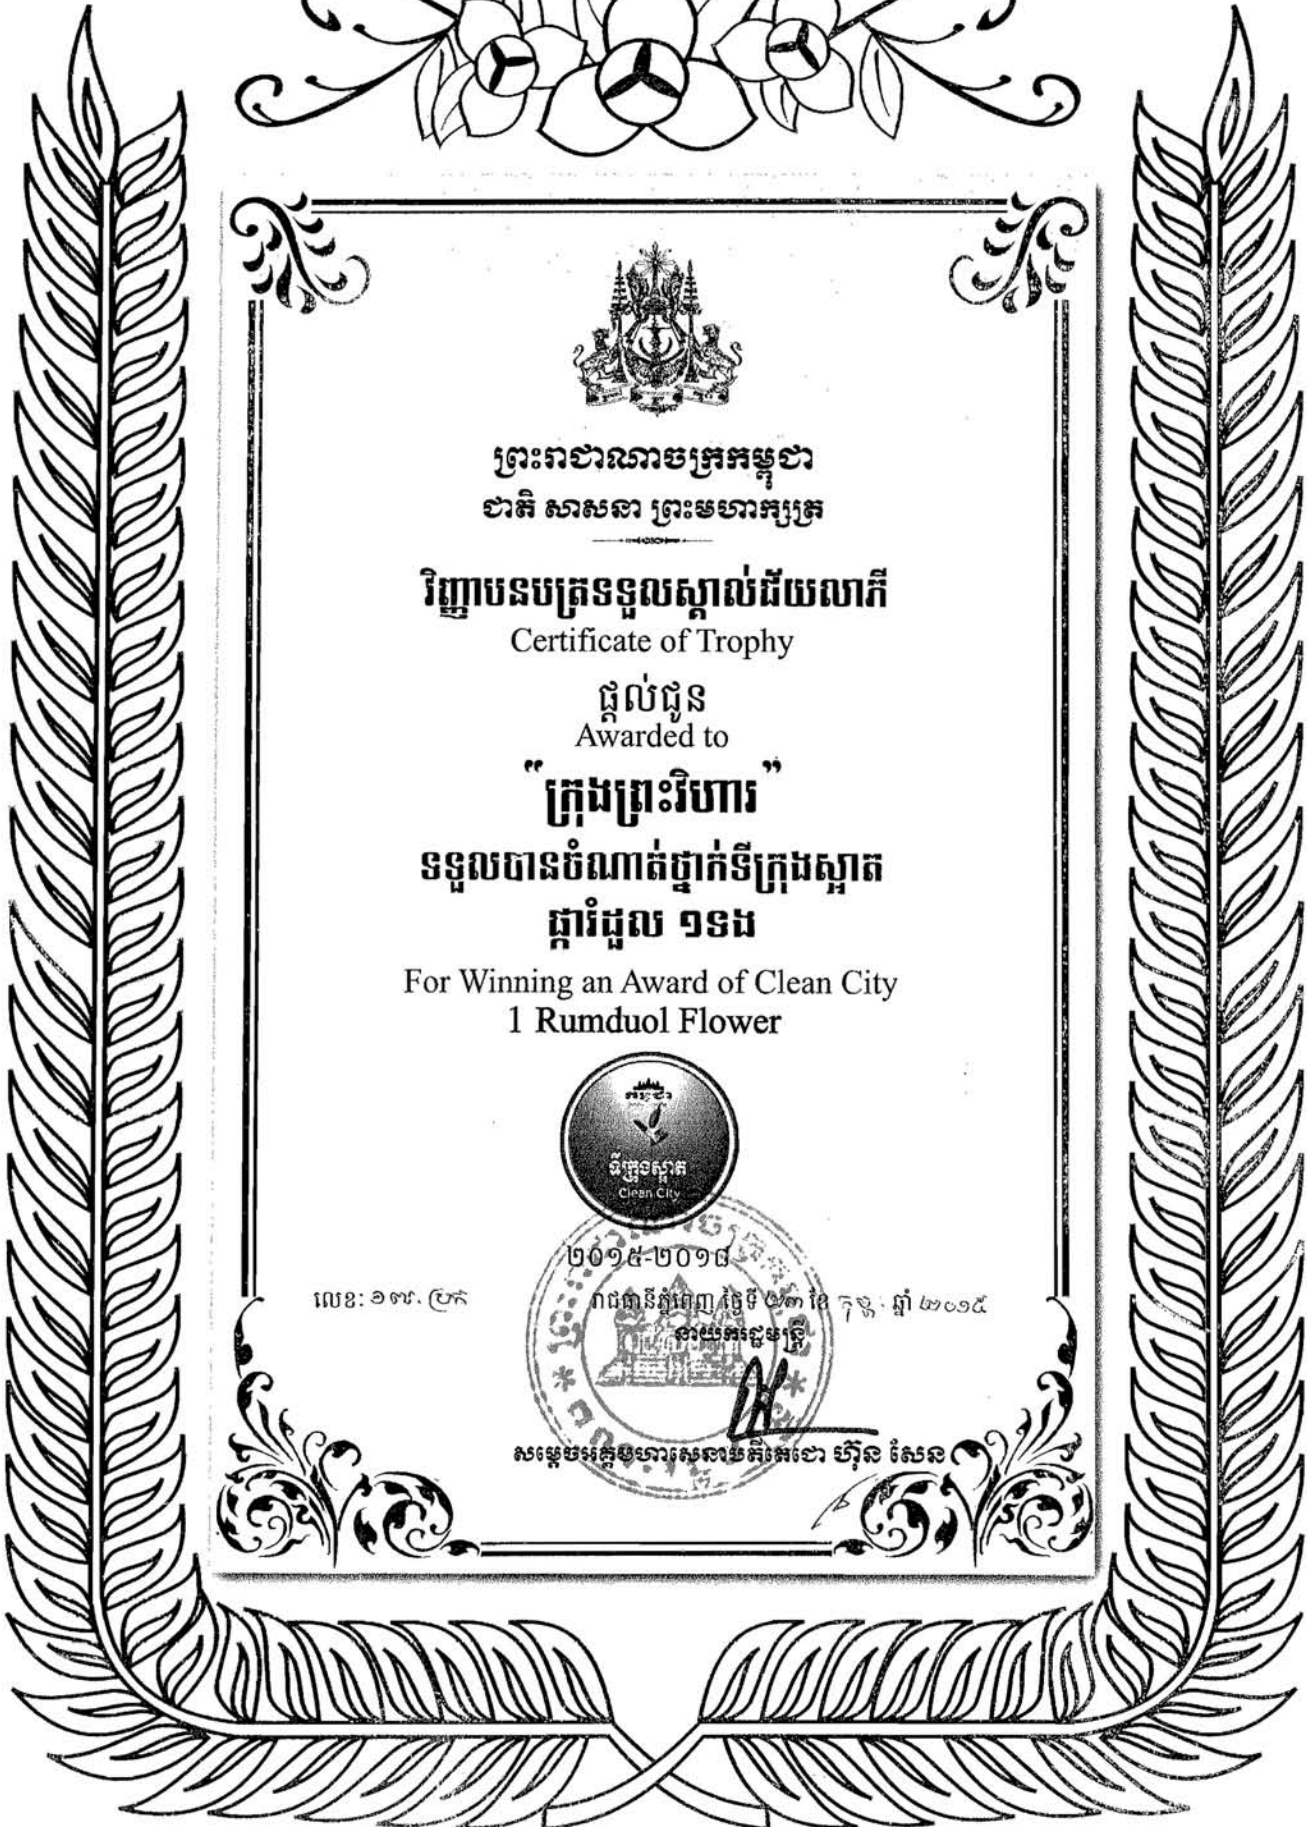 ព្រះរាជាណាចក្រកម្ពុជា
ជាតិ សាសនា ព្រះមហាក្សត្រ
វិញ្ញាបនបត្រទទួលស្គាល់ជ័យលាភី
Certificate of Trophy
ផ្តល់ជូន
Awarded to
“ក្រុងព្រះវិហារ”
ទទួលបានចំណាត់ថ្នាក់ទីក្រុងស្អាត
ផ្ការំដួល ១ទង
For Winning an Award of Clean City
1 Rumduol Flower
កម្ពុជា
ទីក្រុងស្អាត
Clean City
២០១៥-២០១៨
លេខ:
រាជធានីភ្នំពេញ ថ្ងៃទី ២៣ ខែ កុម្ភៈ ឆ្នាំ ២០១៥
នាយករដ្ឋមន្ត្រី
សម្តេចអគ្គមហាសេនាបតីតេជោ ហ៊ុន សែន